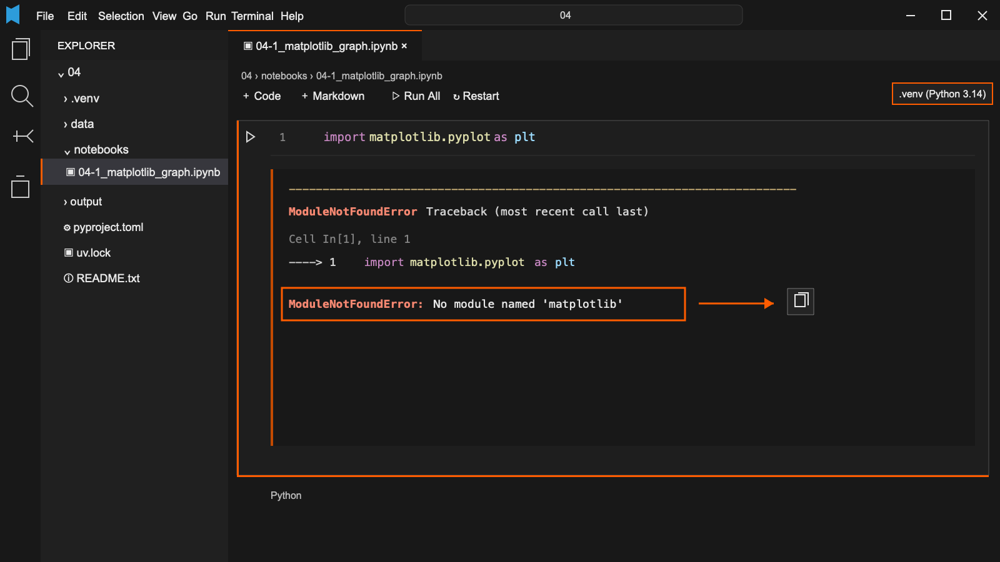 File Edit Selection View Go Run Terminal Help
04
EXPLORER
04
.venv
data
notebooks
04-1_matplotlib_graph.ipynb
output
pyproject.toml
uv.lock
README.txt
04-1_matplotlib_graph.ipynb ×
04 › notebooks › 04-1_matplotlib_graph.ipynb
+ Code + Markdown ▷ Run All ↻ Restart
.venv (Python 3.14)
1 import matplotlib.pyplot as plt
---------------------------------------------------------------------------
ModuleNotFoundError Traceback (most recent call last)
Cell In[1], line 1
----> 1 import matplotlib.pyplot as plt
ModuleNotFoundError: No module named 'matplotlib'
Python